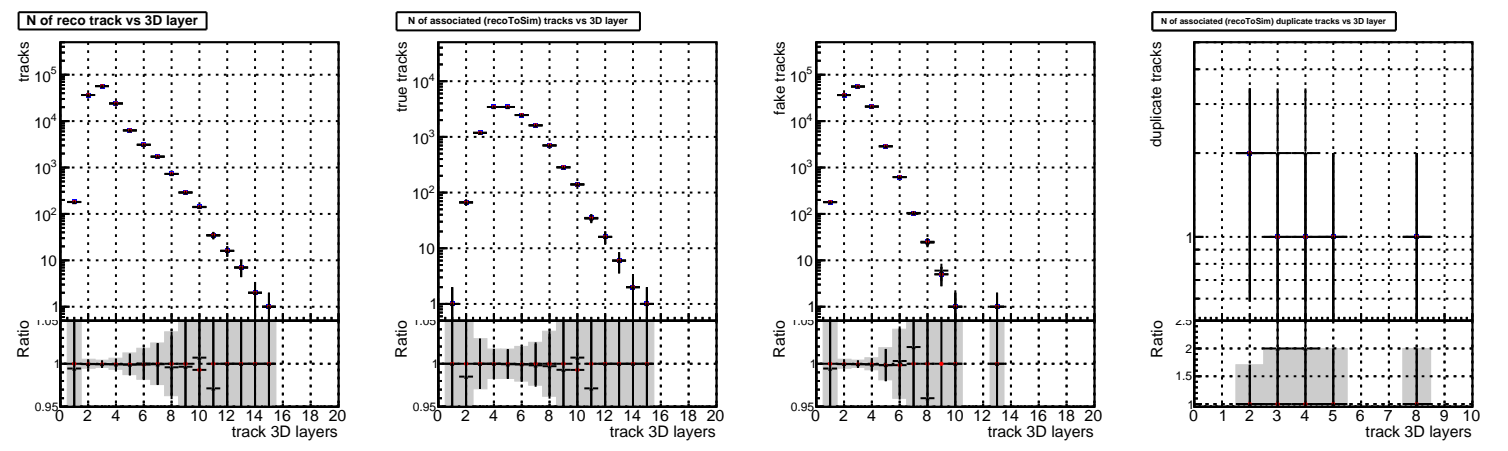 N of reco track vs 3D layer
tracks
10^5
10^4
10^3
10^2
10
1
Ratio
1.05
1
0.95
0 2 4 6 8 10 12 14 16 18 20
track 3D layers
N of associated (recoToSim) tracks vs 3D layer
true tracks
10^4
10^3
10^2
10
1
Ratio
1.05
1
0.95
0 2 4 6 8 10 12 14 16 18 20
track 3D layers
fake tracks
10^5
10^4
10^3
10^2
10
1
Ratio
1.05
1
0.95
0 2 4 6 8 10 12 14 16 18 20
track 3D layers
N of associated (recoToSim) duplicate tracks vs 3D layer
duplicate tracks
1
Ratio
2.5
2
1.5
1
0 1 2 3 4 5 6 7 8 9 10
track 3D layers